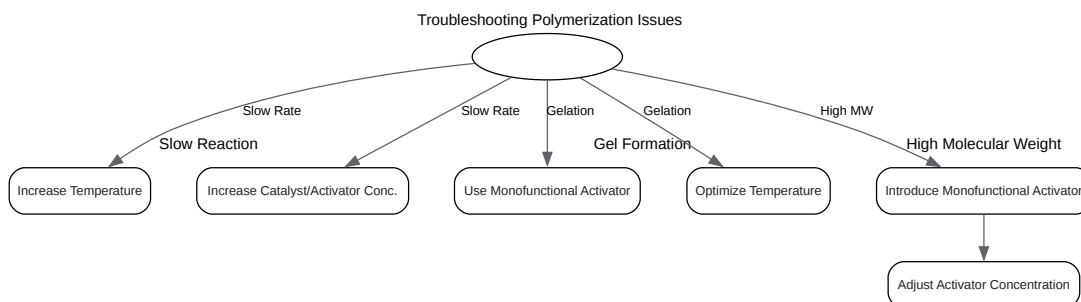 Troubleshooting Polymerization Issues
Slow Rate
Slow Rate
Gelation
Gelation
High MW
Slow Reaction
Gel Formation
High Molecular Weight
Increase Temperature
Increase Catalyst/Activator Conc.
Use Monofunctional Activator
Optimize Temperature
Introduce Monofunctional Activator
Adjust Activator Concentration